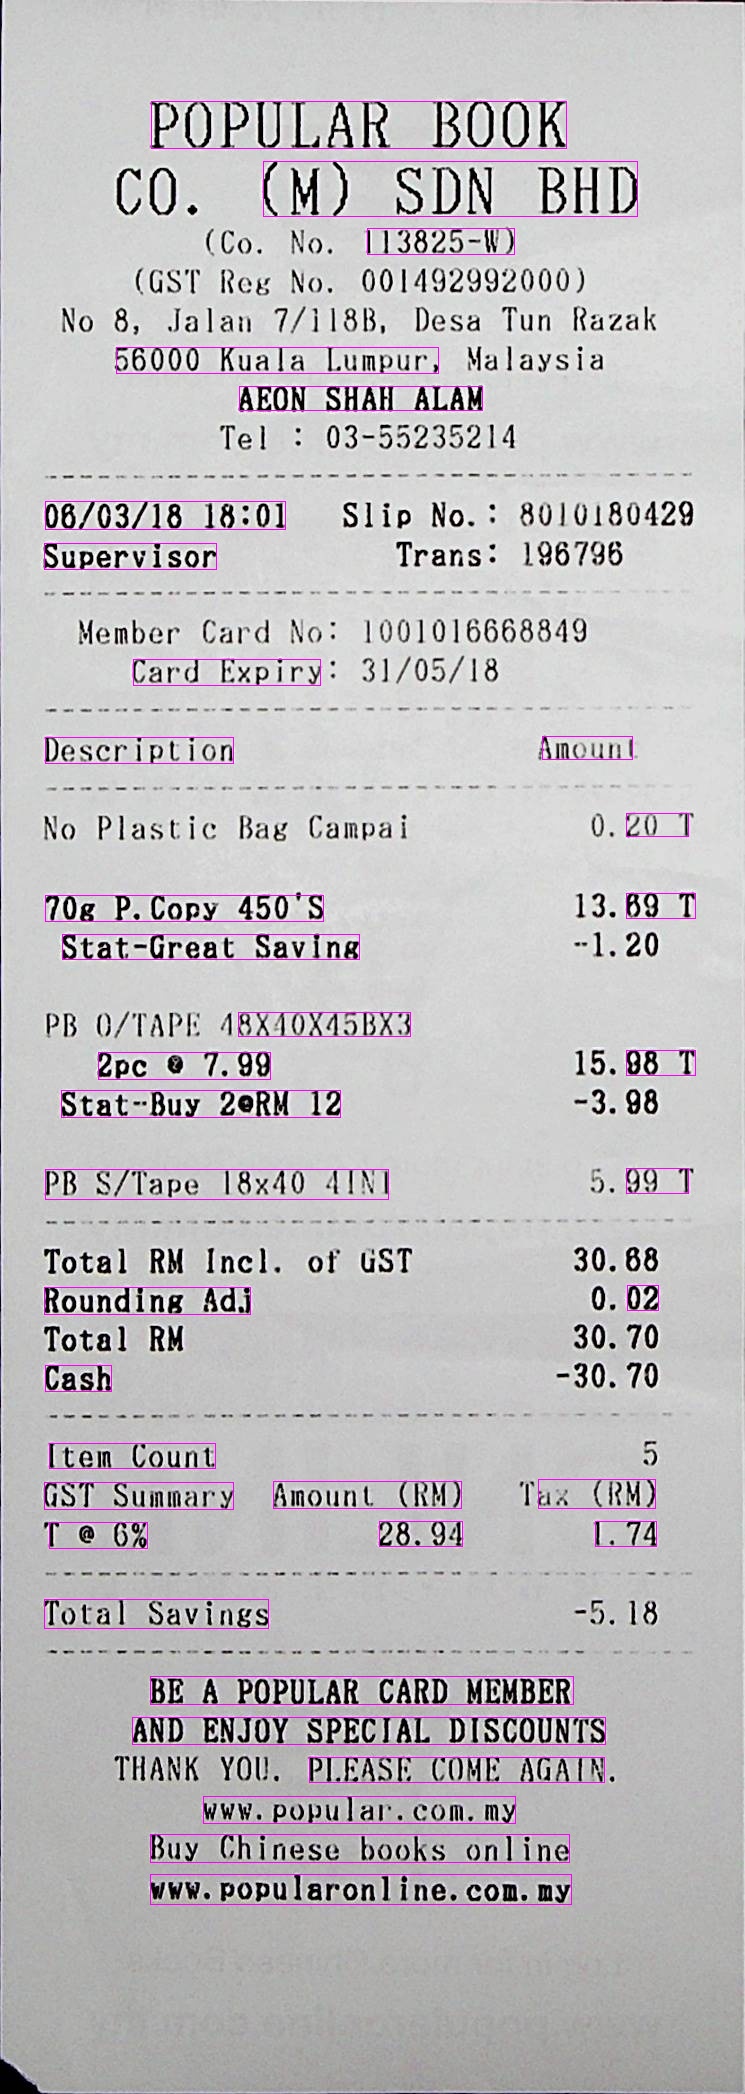 POPULAR BOOK
CO. (M) SDN BHD
(Co. No. 113825-W)
(GST Reg No. 001492992000)
No 8, Jalan 7/118B, Desa Tun Razak
56000 Kuala Lumpur, Malaysia
AEON SHAH ALAM
Tel : 03-55235214
06/03/18 18:01 Slip No.: 8010180429
Supervisor Trans: 196796
Member Card No: 1001016668849
Card Expiry: 31/05/18
Description Amount
No Plastic Bag Campai 0.20 T
70g P.Copy 450'S 13.69 T
Stat-Great Saving -1.20
PB O/TAPE 48X40X45BX3
2pc @ 7.99 15.98 T
Stat-Buy 2@RM 12 -3.98
PB S/Tape 18x40 4IN1 5.99 T
Total RM Incl. of GST 30.68
Rounding Adj 0.02
Total RM 30.70
Cash -30.70
Item Count 5
GST Summary Amount (RM) Tax (RM)
T @ 6% 28.94 1.74
Total Savings -5.18
BE A POPULAR CARD MEMBER
AND ENJOY SPECIAL DISCOUNTS
THANK YOU. PLEASE COME AGAIN.
www.popular.com.my
Buy Chinese books online
www.popularonline.com.my